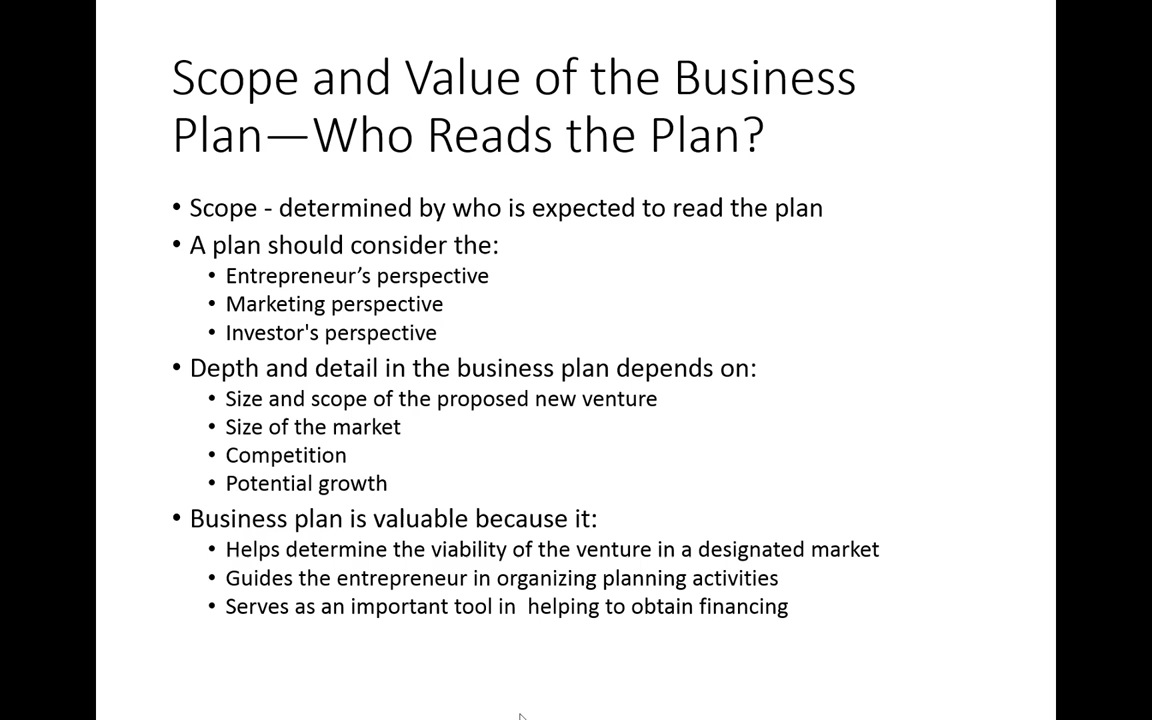 Scope and Value of the Business
Plan—Who Reads the Plan?
• Scope - determined by who is expected to read the plan
• A plan should consider the:
• Entrepreneur’s perspective
• Marketing perspective
• Investor's perspective
• Depth and detail in the business plan depends on:
• Size and scope of the proposed new venture
• Size of the market
• Competition
• Potential growth
• Business plan is valuable because it:
• Helps determine the viability of the venture in a designated market
• Guides the entrepreneur in organizing planning activities
• Serves as an important tool in  helping to obtain financing